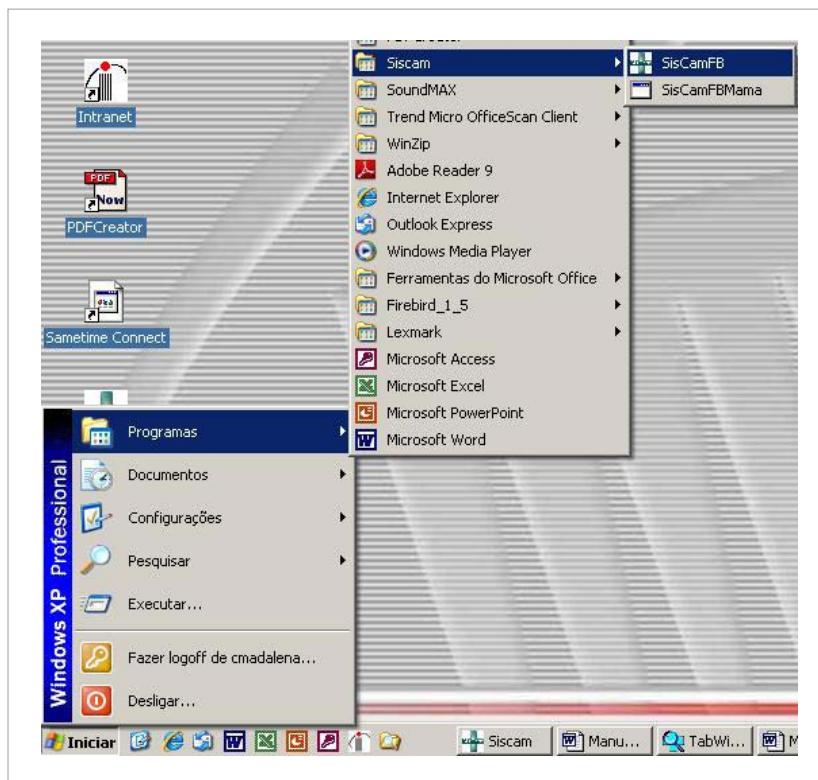 Intranet
PDF
Now
PDFCreator
Sametime Connect
Siscam
SoundMAX
Trend Micro OfficeScan Client
WinZip
Adobe Reader 9
Internet Explorer
Outlook Express
Windows Media Player
Ferramentas do Microsoft Office
Firebird_1_5
Lexmark
Microsoft Access
Microsoft Excel
Microsoft PowerPoint
Microsoft Word
SisCamFB
SisCamFBMama
Windows XP Professional
Programas
Documentos
Configurações
Pesquisar
Executar...
Fazer logoff de cmadalena...
Desligar...
Iniciar
Siscam
Manu...
TabWi...
M